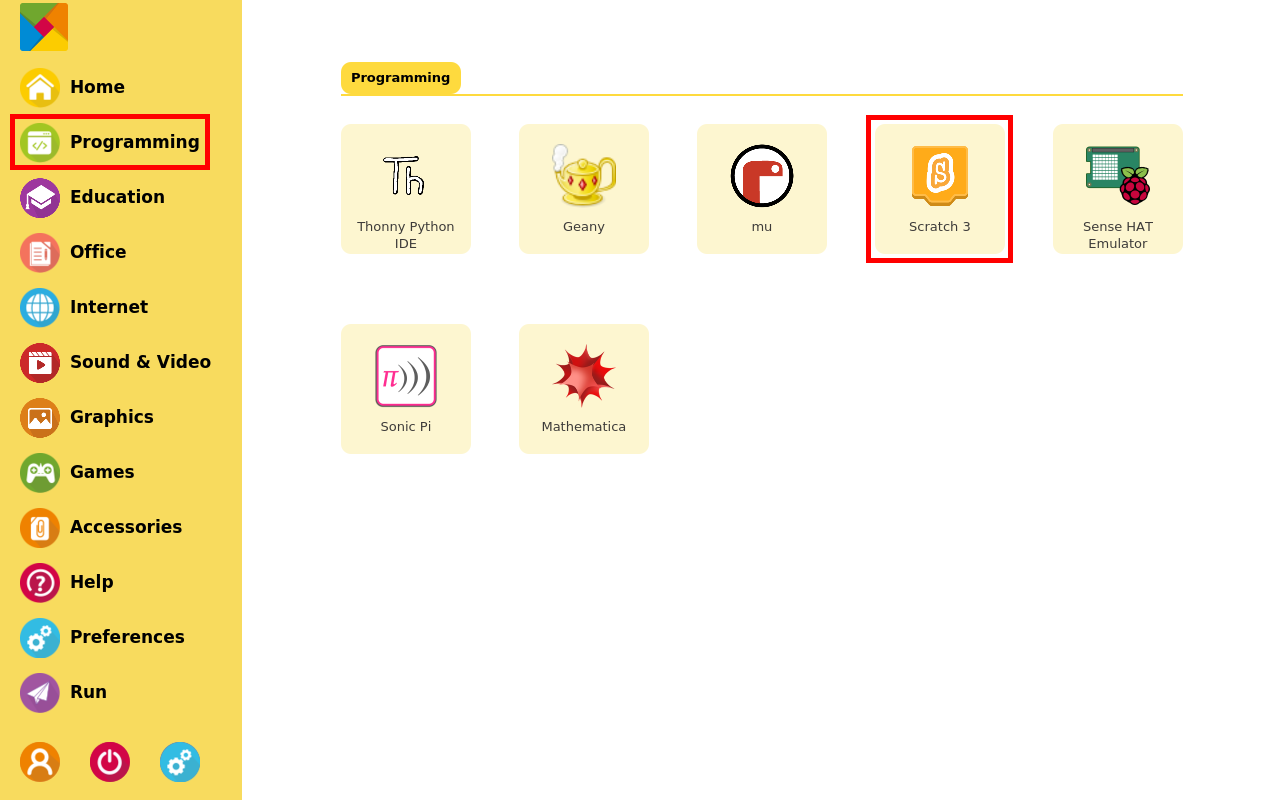 Home
Programming
Education
Office
Internet
Sound & Video
Graphics
Games
Accessories
Help
Preferences
Run
Programming
Th
Thonny Python
IDE
Geany
mu
S
Scratch 3
Sense HAT
Emulator
π)))
Sonic Pi
Mathematica